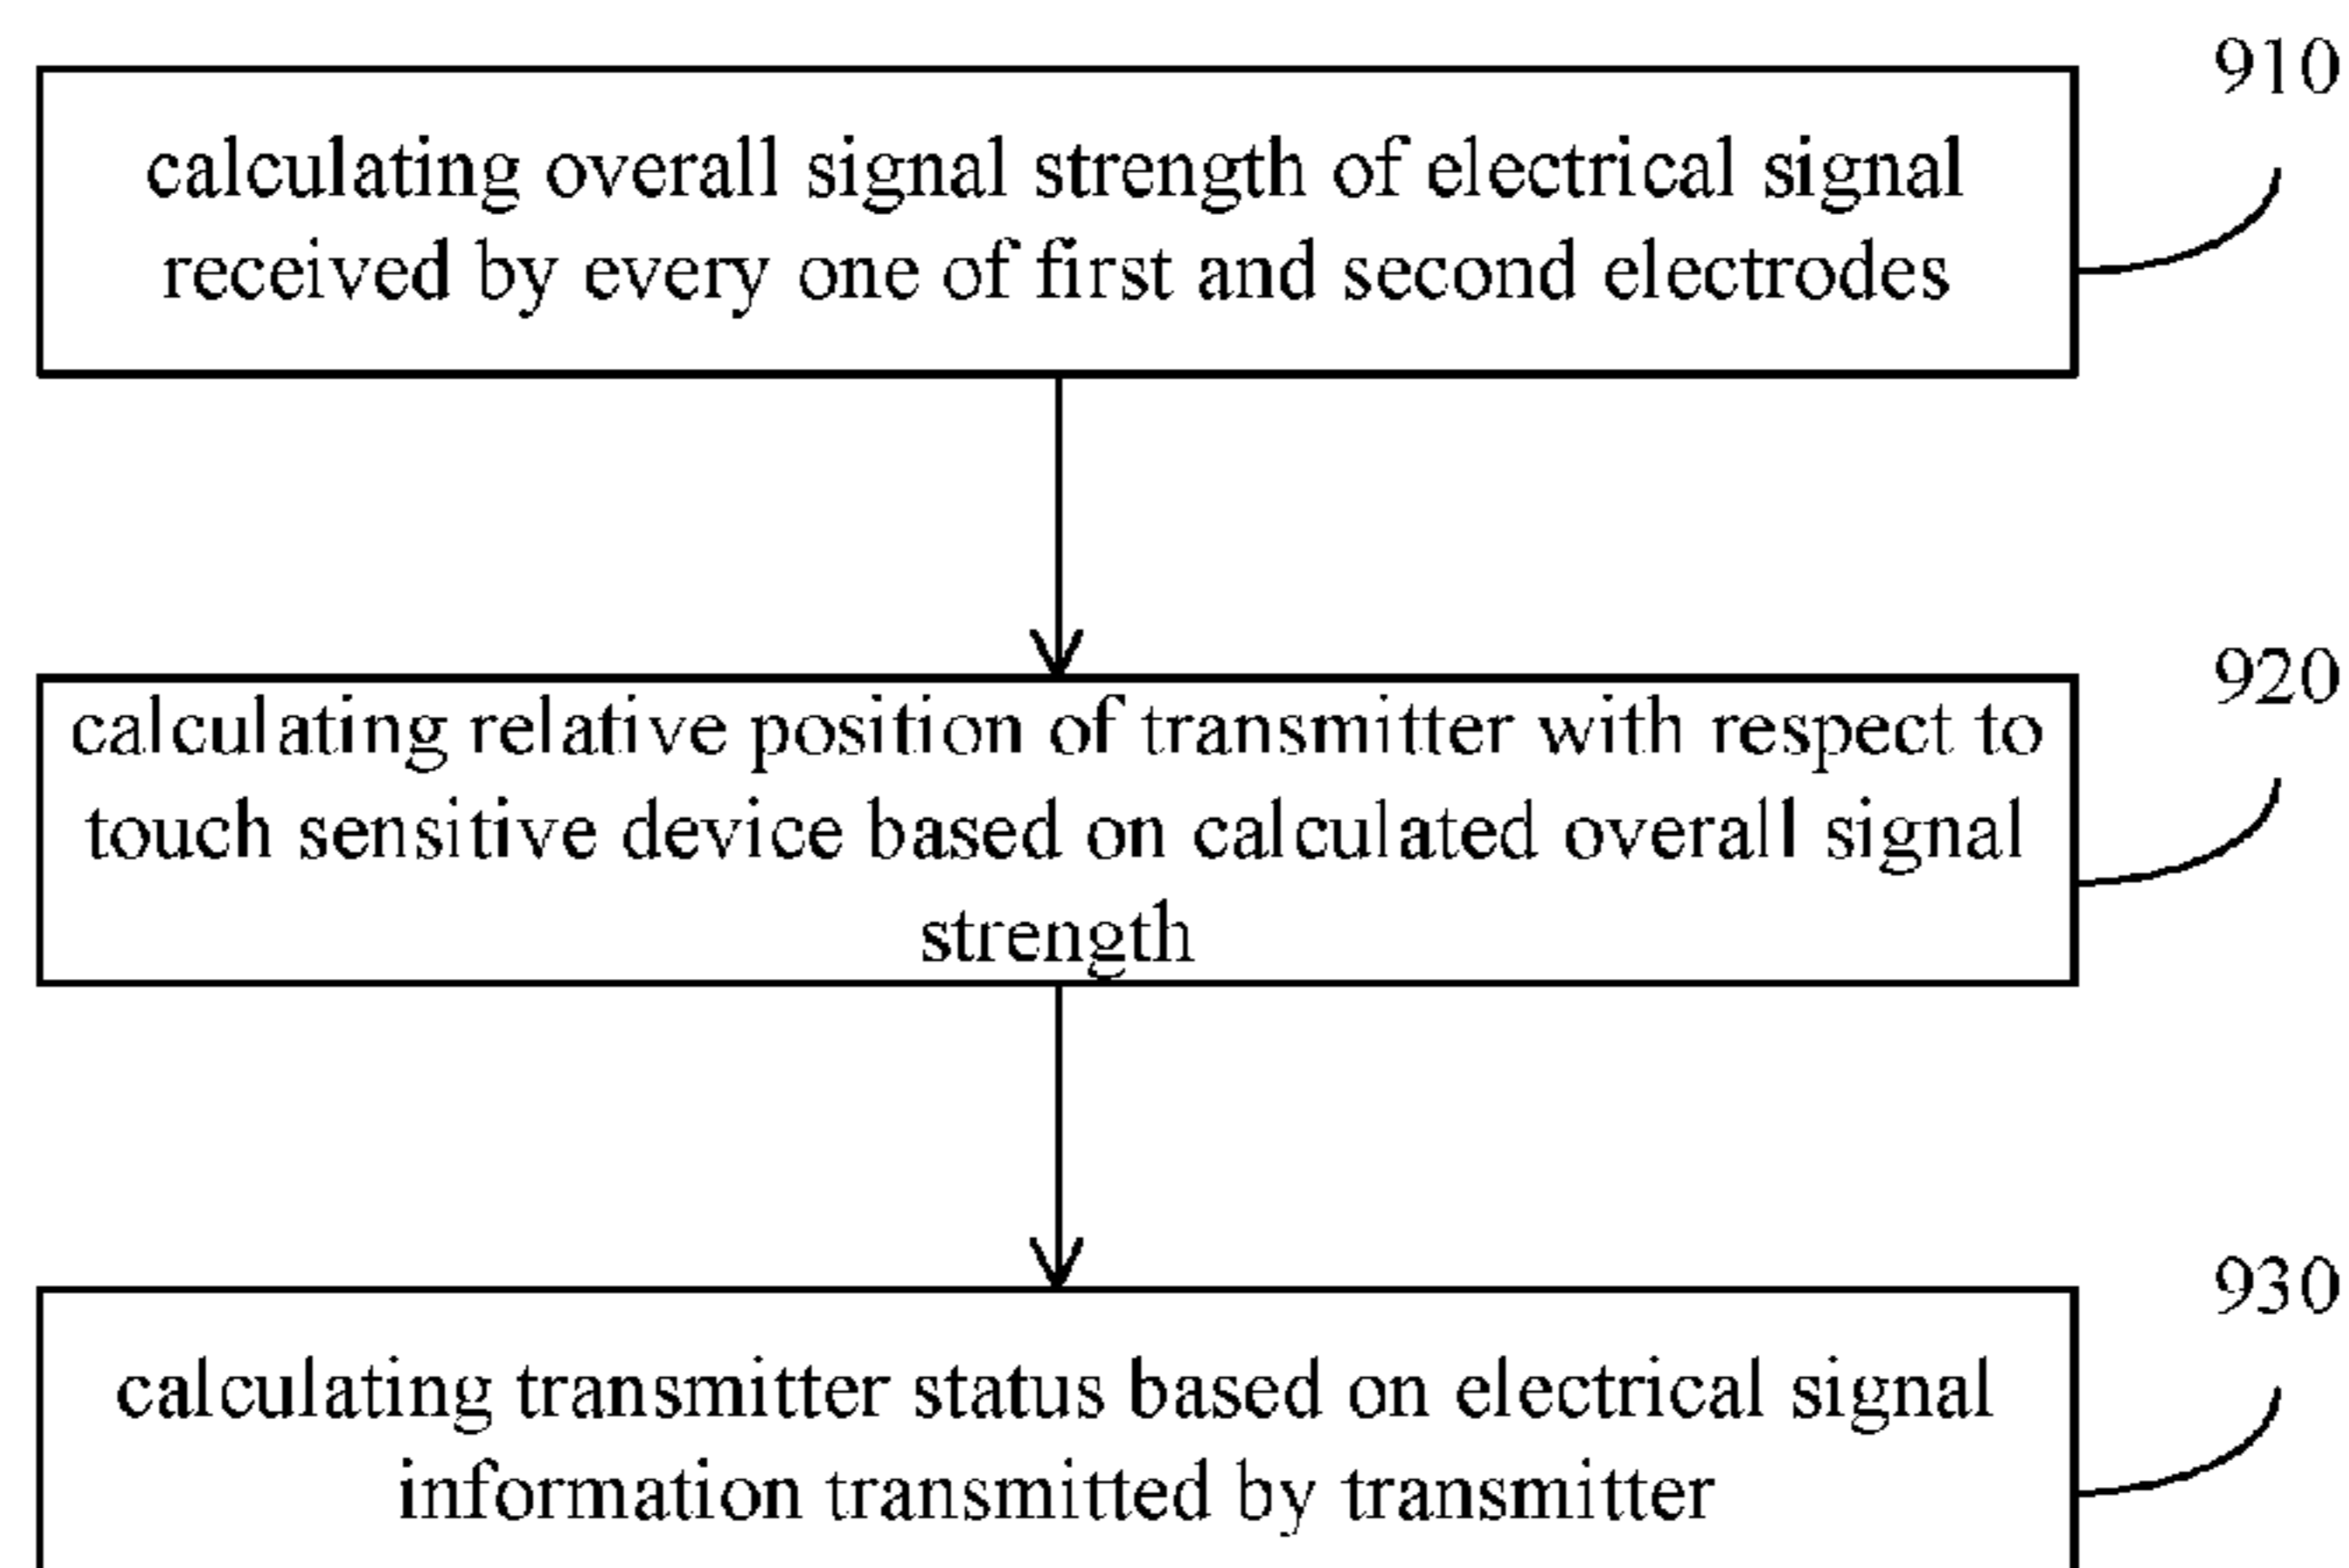 910
calculating overall signal strength of electrical signal
received by every one of first and second electrodes
920
calculating relative position of transmitter with respect to
touch sensitive device based on calculated overall signal
strength
930
calculating transmitter status based on electrical signal
information transmitted by transmitter